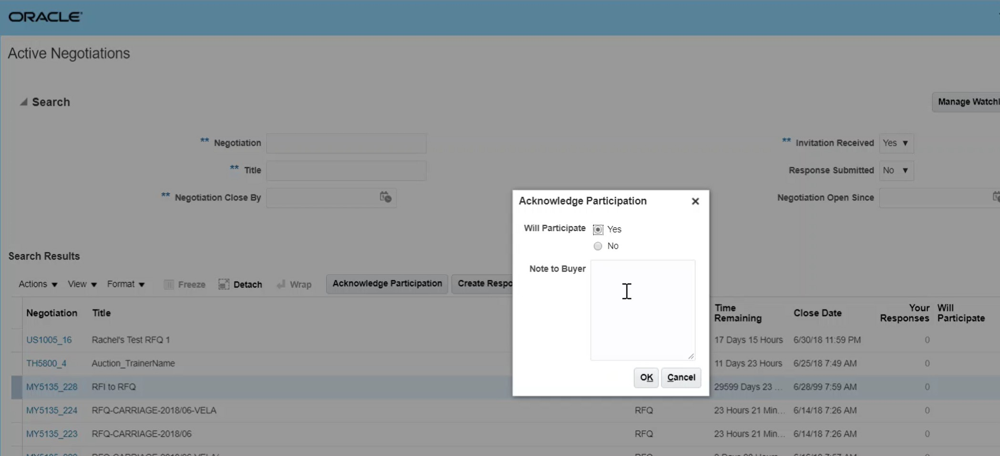 ORACLE
Active Negotiations
Search
Manage Watchl
** Negotiation
** Invitation Received Yes
** Title
Response Submitted No
** Negotiation Close By
Negotiation Open Since
Acknowledge Participation
Will Participate Yes
No
Note to Buyer
OK Cancel
Search Results
Actions View Format Freeze Detach Wrap Acknowledge Participation Create Respo
Negotiation Title Time Remaining Close Date Your Responses Will Participate
US1005_16 Rachel's Test RFQ 1 17 Days 15 Hours 6/30/18 11:59 PM 0
TH5800_4 Auction_TrainerName 11 Days 23 Hours 6/25/18 7:49 AM 0
MY5135_228 RFI to RFQ 29599 Days 23 ... 6/28/99 7:59 AM 0
MY5135_224 RFQ-CARRIAGE-2018/06-VELA RFQ 23 Hours 21 Min... 6/14/18 7:26 AM 0
MY5135_223 RFQ-CARRIAGE-2018/06 RFQ 23 Hours 21 Min... 6/14/18 7:26 AM 0